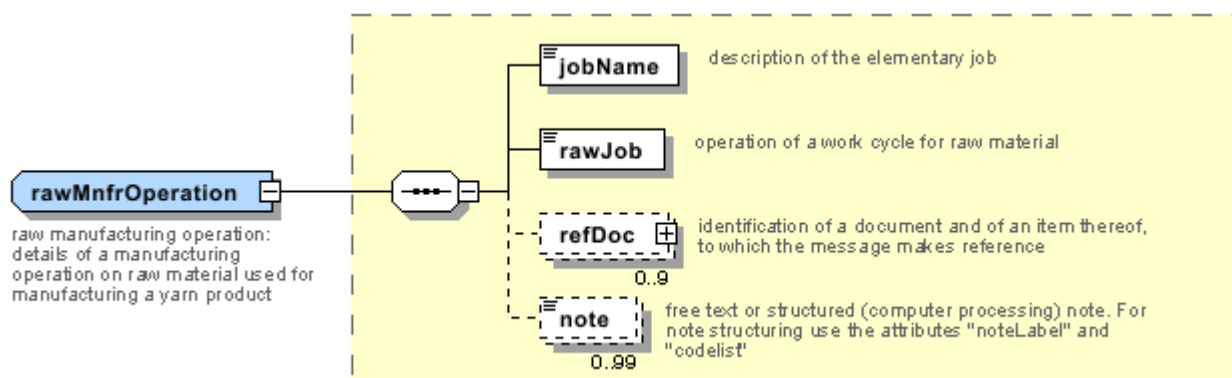 jobName
description of the elementary job
rawJob
operation of a work cycle for raw material
rawMnfrOperation
raw manufacturing operation:
details of a manufacturing
operation on raw material used for
manufacturing a yarn product
refDoc
identification of a document and of an item thereof,
to which the message makes reference
0..9
note
free text or structured (computer processing) note. For
note structuring use the attributes "noteLabel" and
"codelist"
0..99